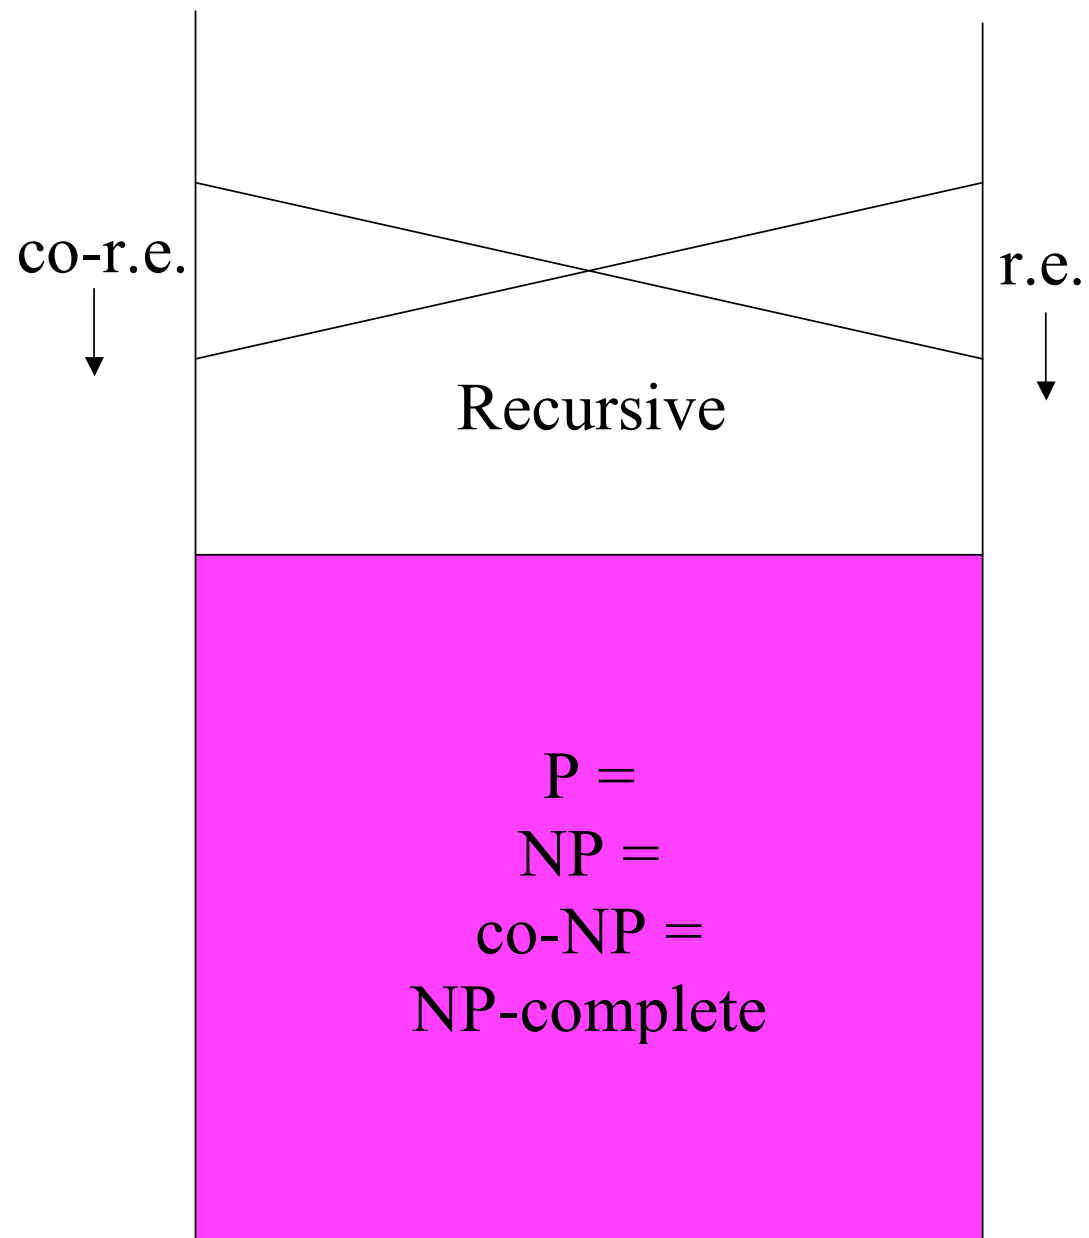 co-r.e.
r.e.
Recursive
P =
NP =
co-NP =
NP-complete